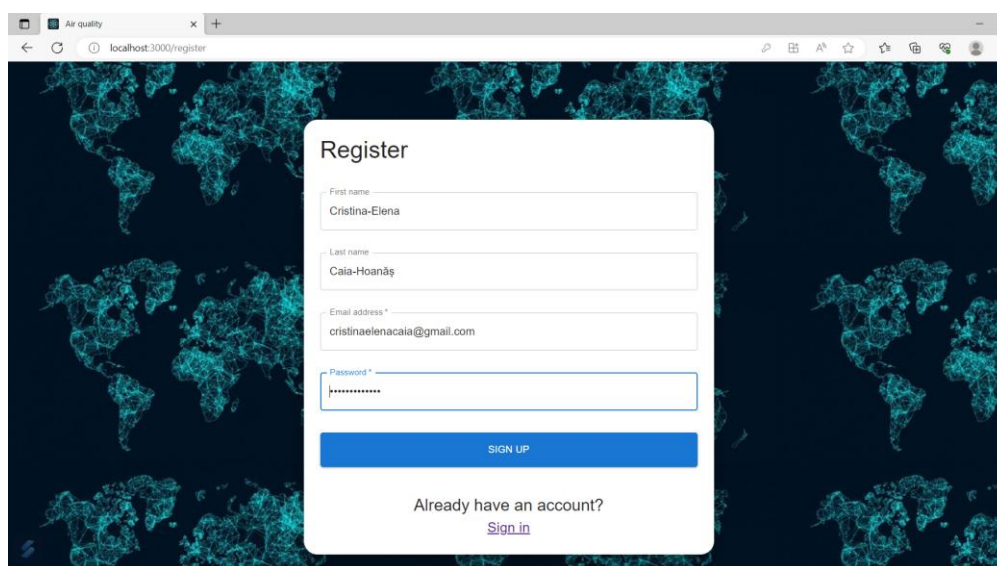 Air quality
localhost:3000/register
Register
First name
Cristina-Elena
Last name
Caia-Hoanăș
Email address *
cristinaelenacaia@gmail.com
Password *
•••••••••••••
SIGN UP
Already have an account?
Sign in